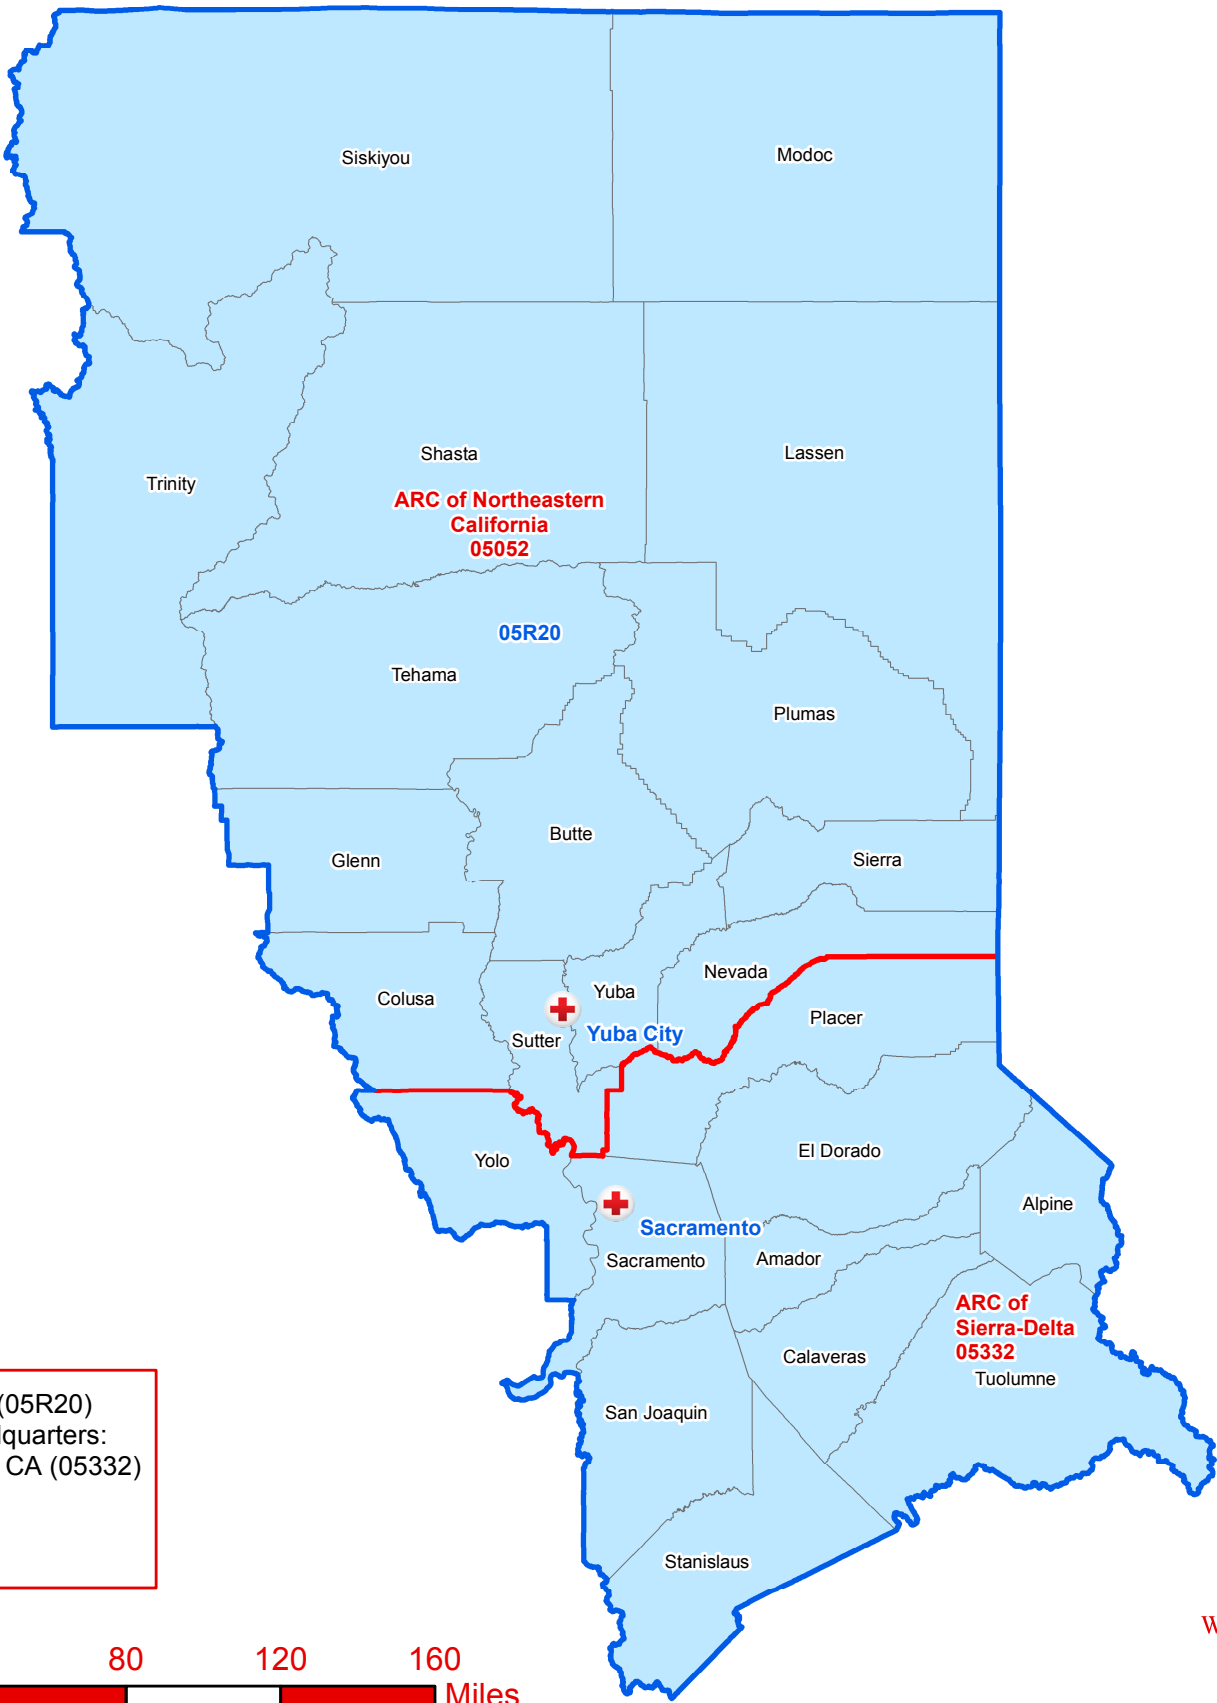 Siskiyou
Modoc
Shasta
Lassen
Trinity
ARC of Northeastern
California
05052
05R20
Tehama
Plumas
Butte
Glenn
Sierra
Nevada
Yuba
Colusa
Placer
Sutter
Yuba City
El Dorado
Yolo
Alpine
Sacramento
Amador
Sacramento
ARC of
Sierra-Delta
05332
Calaveras
Tuolumne
San Joaquin
(05R20)
dquarters:
CA (05332)
Stanislaus
W
80 120 160
Miles